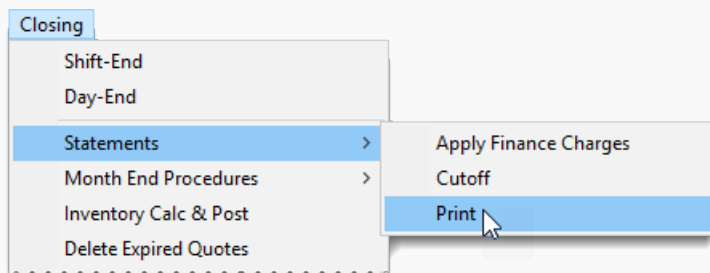 Closing
Shift-End
Day-End
Statements
Month End Procedures
Inventory Calc & Post
Delete Expired Quotes
Apply Finance Charges
Cutoff
Print